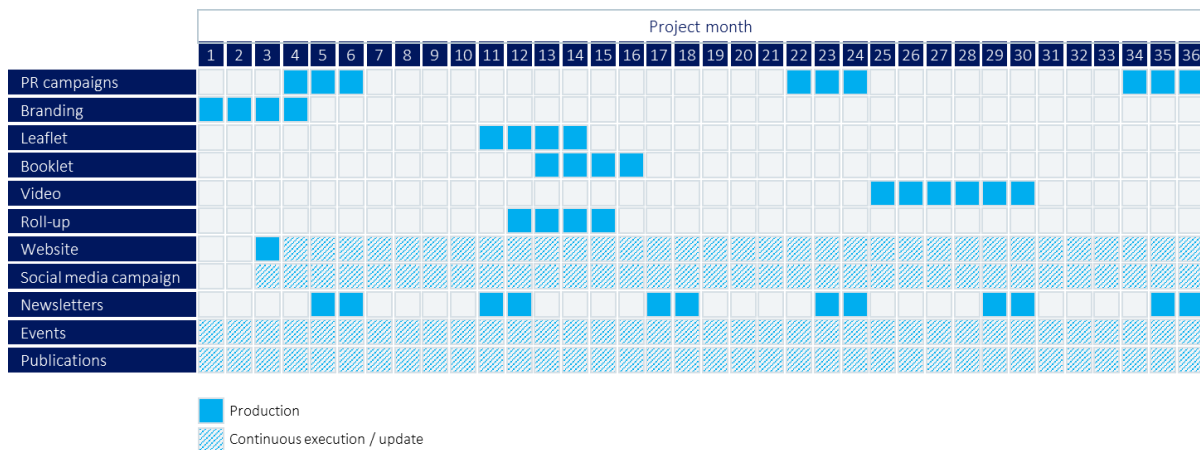 Project month
1 2 3 4 5 6 7 8 9 10 11 12 13 14 15 16 17 18 19 20 21 22 23 24 25 26 27 28 29 30 31 32 33 34 35 36
PR campaigns
Branding
Leaflet
Booklet
Video
Roll-up
Website
Social media campaign
Newsletters
Events
Publications
Production
Continuous execution / update